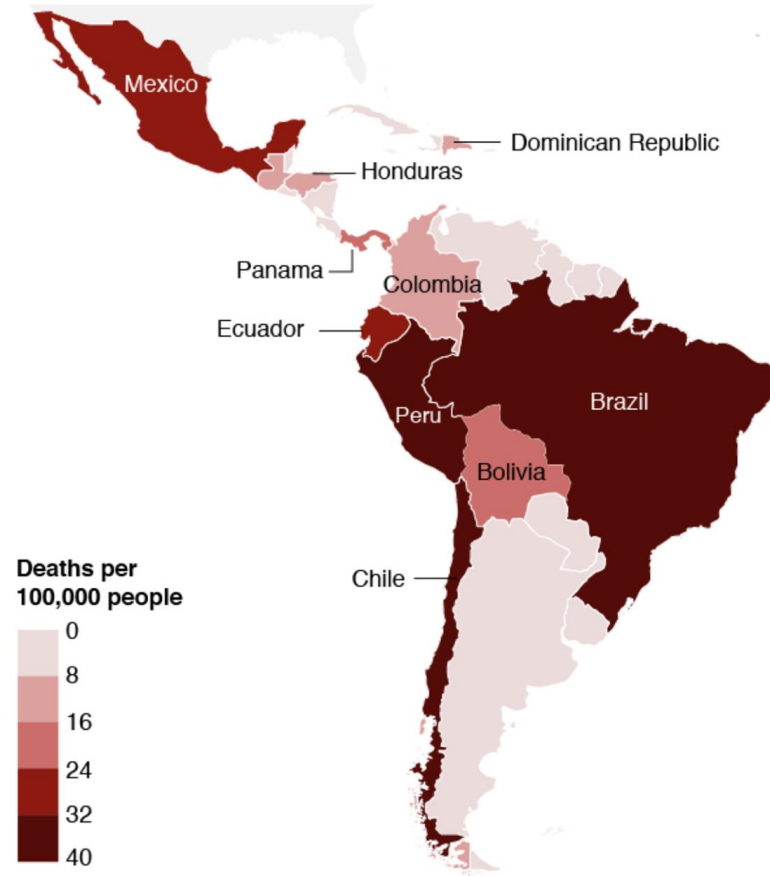 Mexico
Dominican Republic
Honduras
Panama
Colombia
Ecuador
Peru
Brazil
Bolivia
Chile
Deaths per
100,000 people
0
8
16
24
32
40